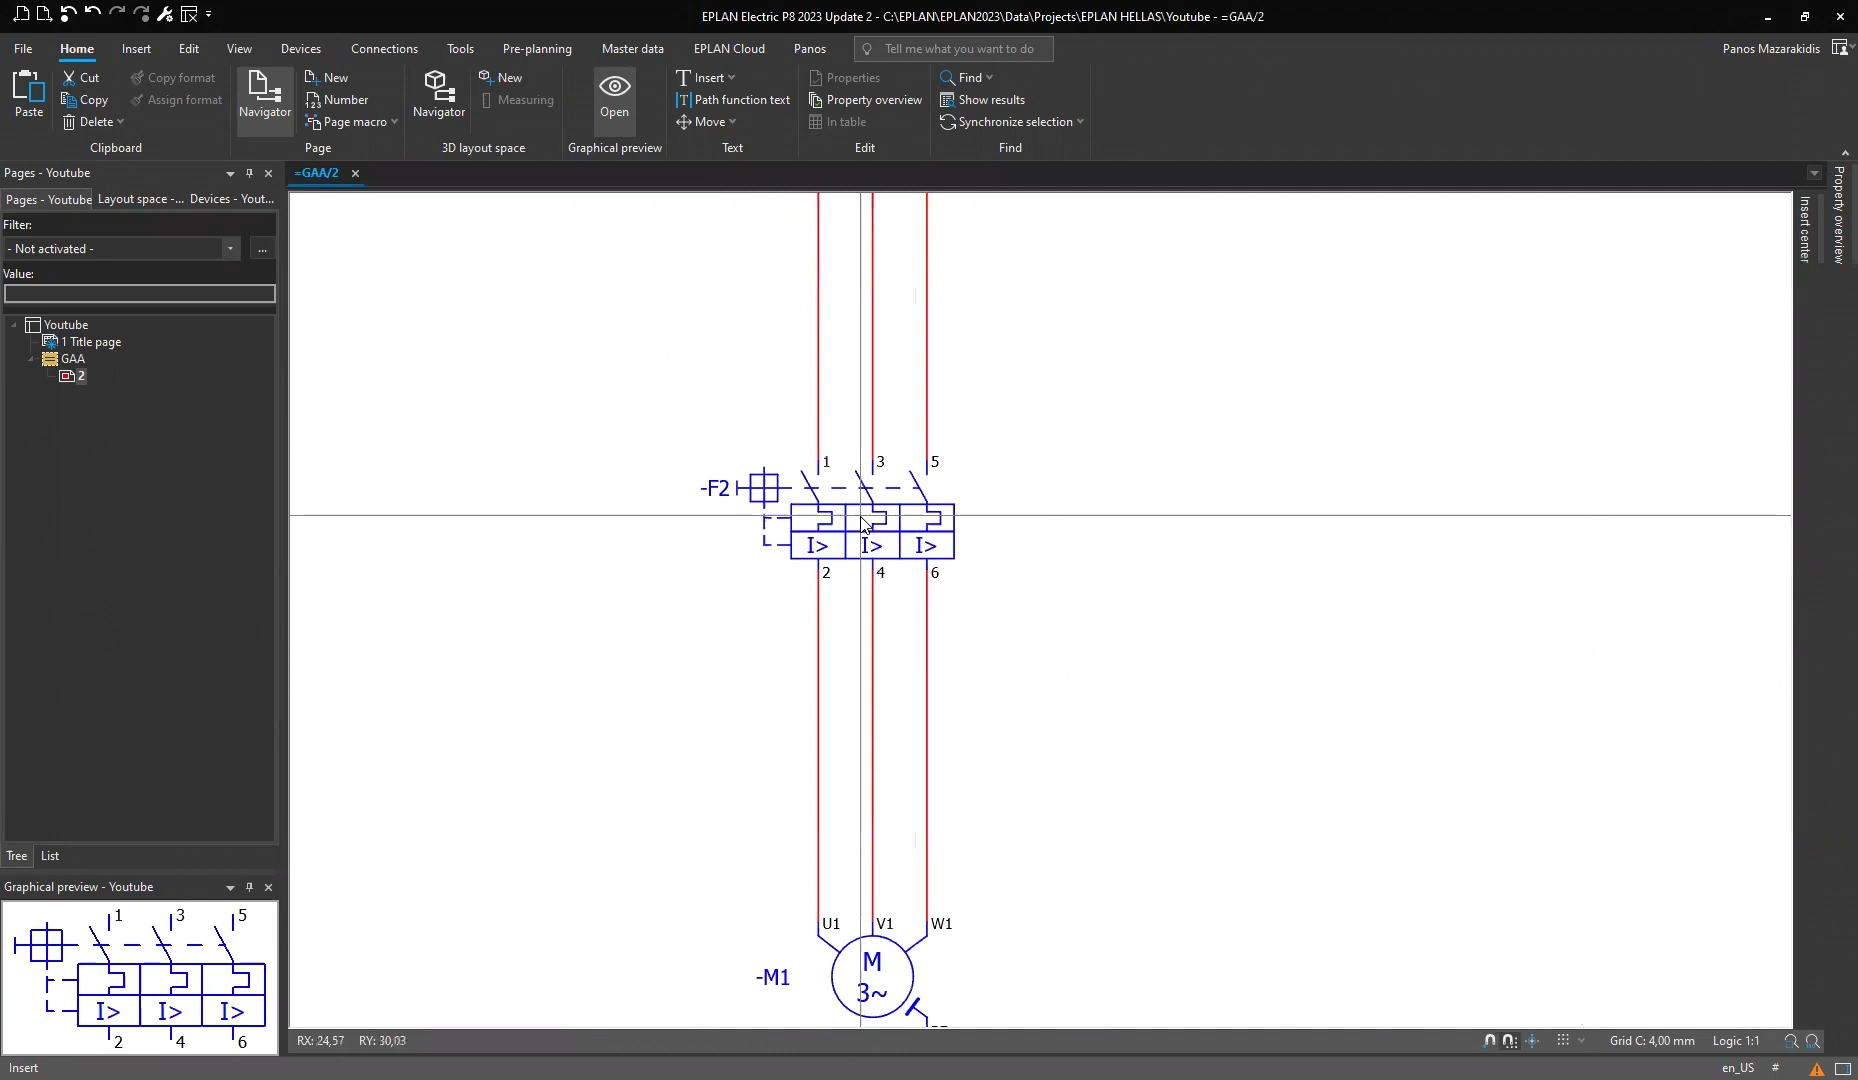 EPLAN Electric P8 2023 Update 2 - C:\EPLAN\EPLAN2023\Data\Projects\EPLAN HELLAS\Youtube - =GAA/2
File Home Insert Edit View Devices Connections Tools Pre-planning Master data EPLAN Cloud Panos Tell me what you want to do Panos Mazarakidis
Paste
Cut
Copy
Delete
Copy format
Assign format
Clipboard
Navigator
New
Number
Page macro
Page
Navigator
New
Measuring
3D layout space
Open
Graphical preview
Insert
Path function text
Move
Text
Properties
Property overview
In table
Edit
Find
Show results
Synchronize selection
Find
Pages - Youtube
Pages - Youtube Layout space -... Devices - Yout...
Filter:
- Not activated -
...
Value:
Youtube
1 Title page
GAA
2
Tree List
Graphical preview - Youtube
1 3 5
I> I> I>
2 4 6
=GAA/2
1 3 5
-F2
I> I> I>
2 4 6
U1 V1 W1
-M1
M
3~
Property overview
Insert center
RX: 24,57 RY: 30,03
Grid C: 4,00 mm Logic 1:1
Insert
en_US #